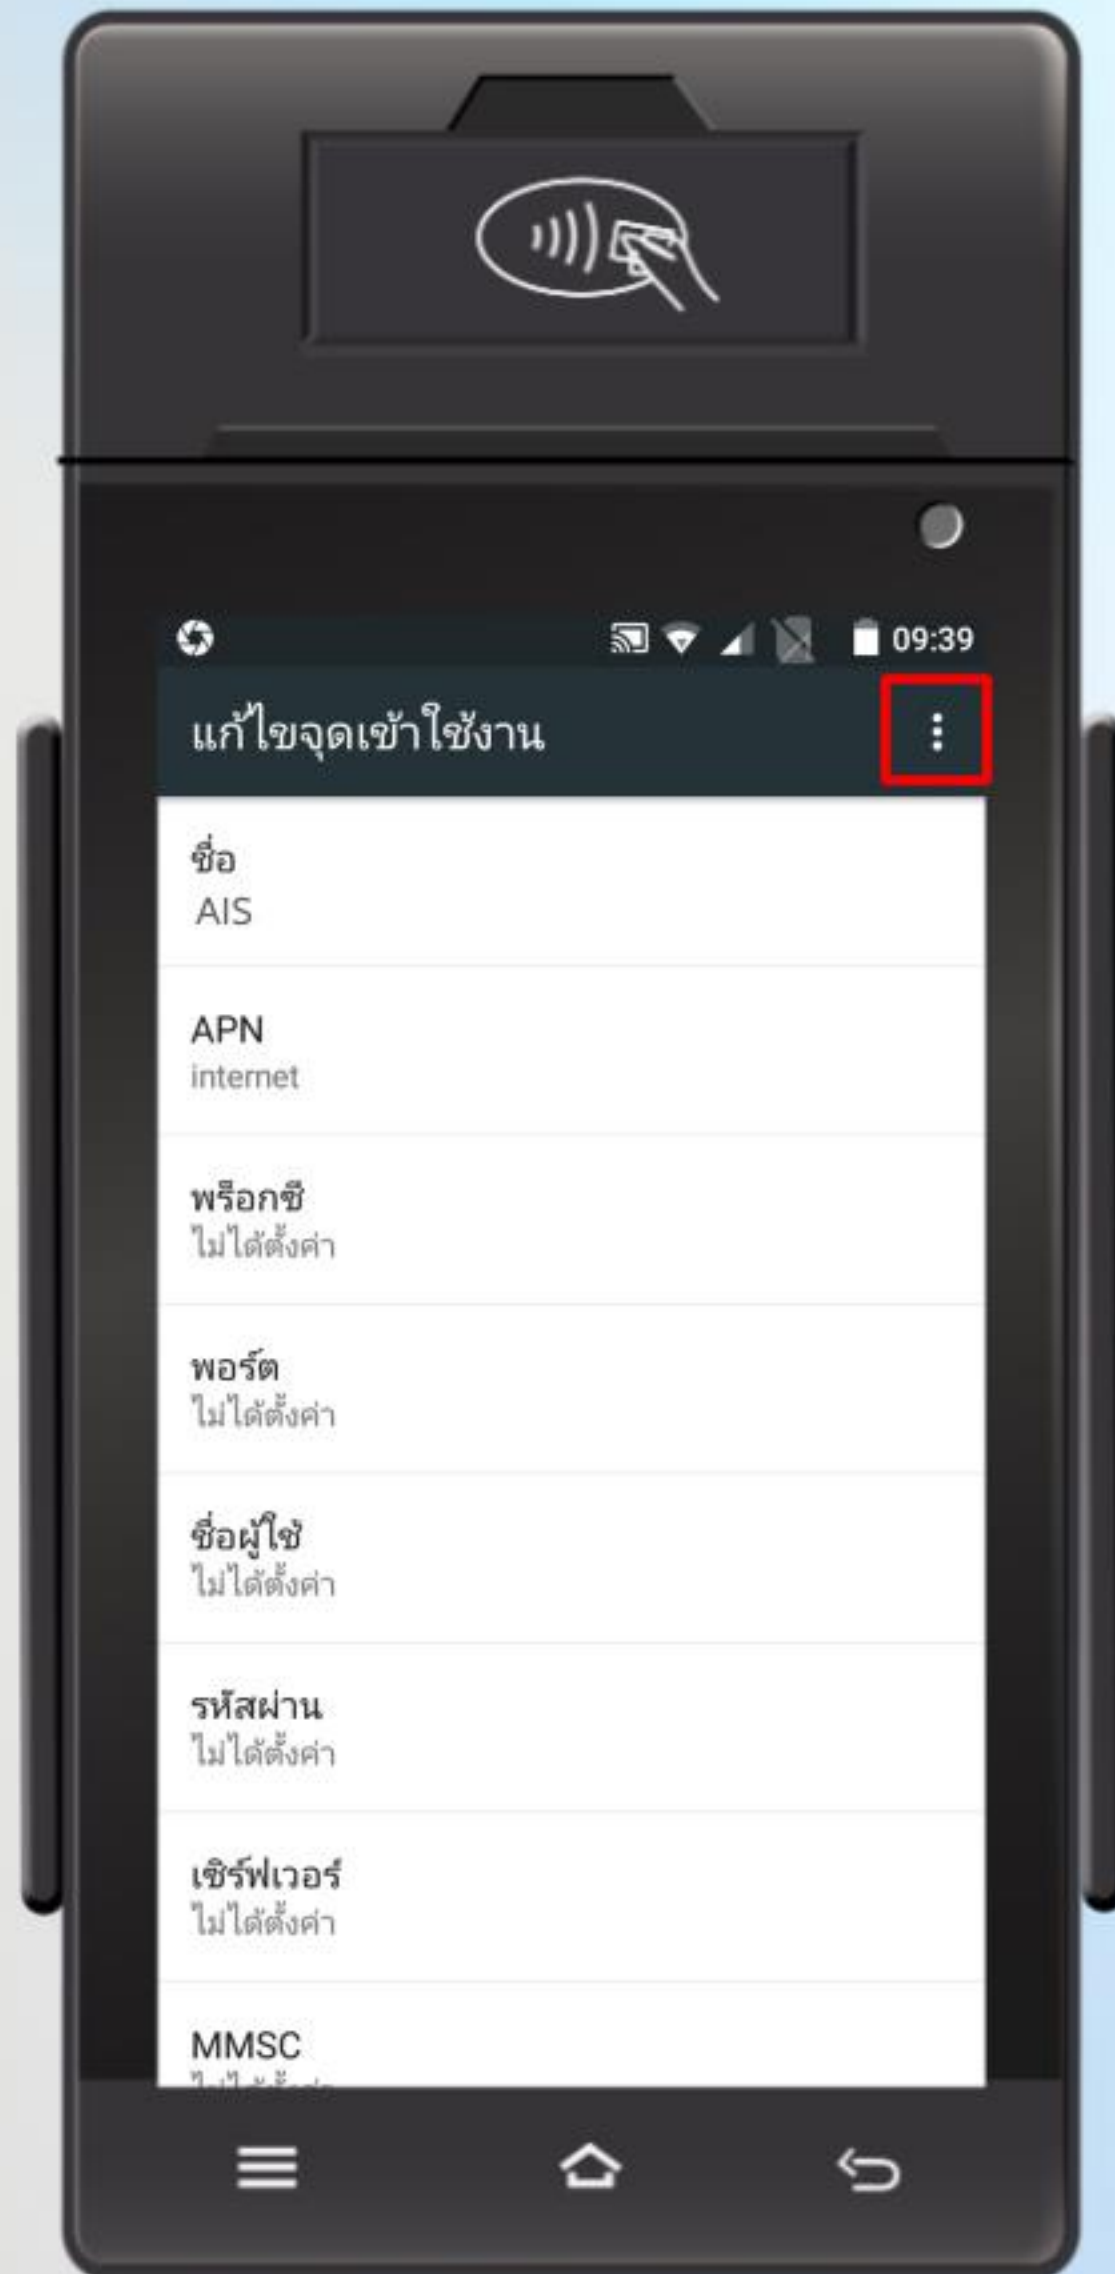 09:39
แก้ไขจุดเข้าใช้งาน
ชื่อ
AIS
APN
internet
พร็อกซี
ไม่ได้ตั้งค่า
พอร์ต
ไม่ได้ตั้งค่า
ชื่อผู้ใช้
ไม่ได้ตั้งค่า
รหัสผ่าน
ไม่ได้ตั้งค่า
เซิร์ฟเวอร์
ไม่ได้ตั้งค่า
MMSC